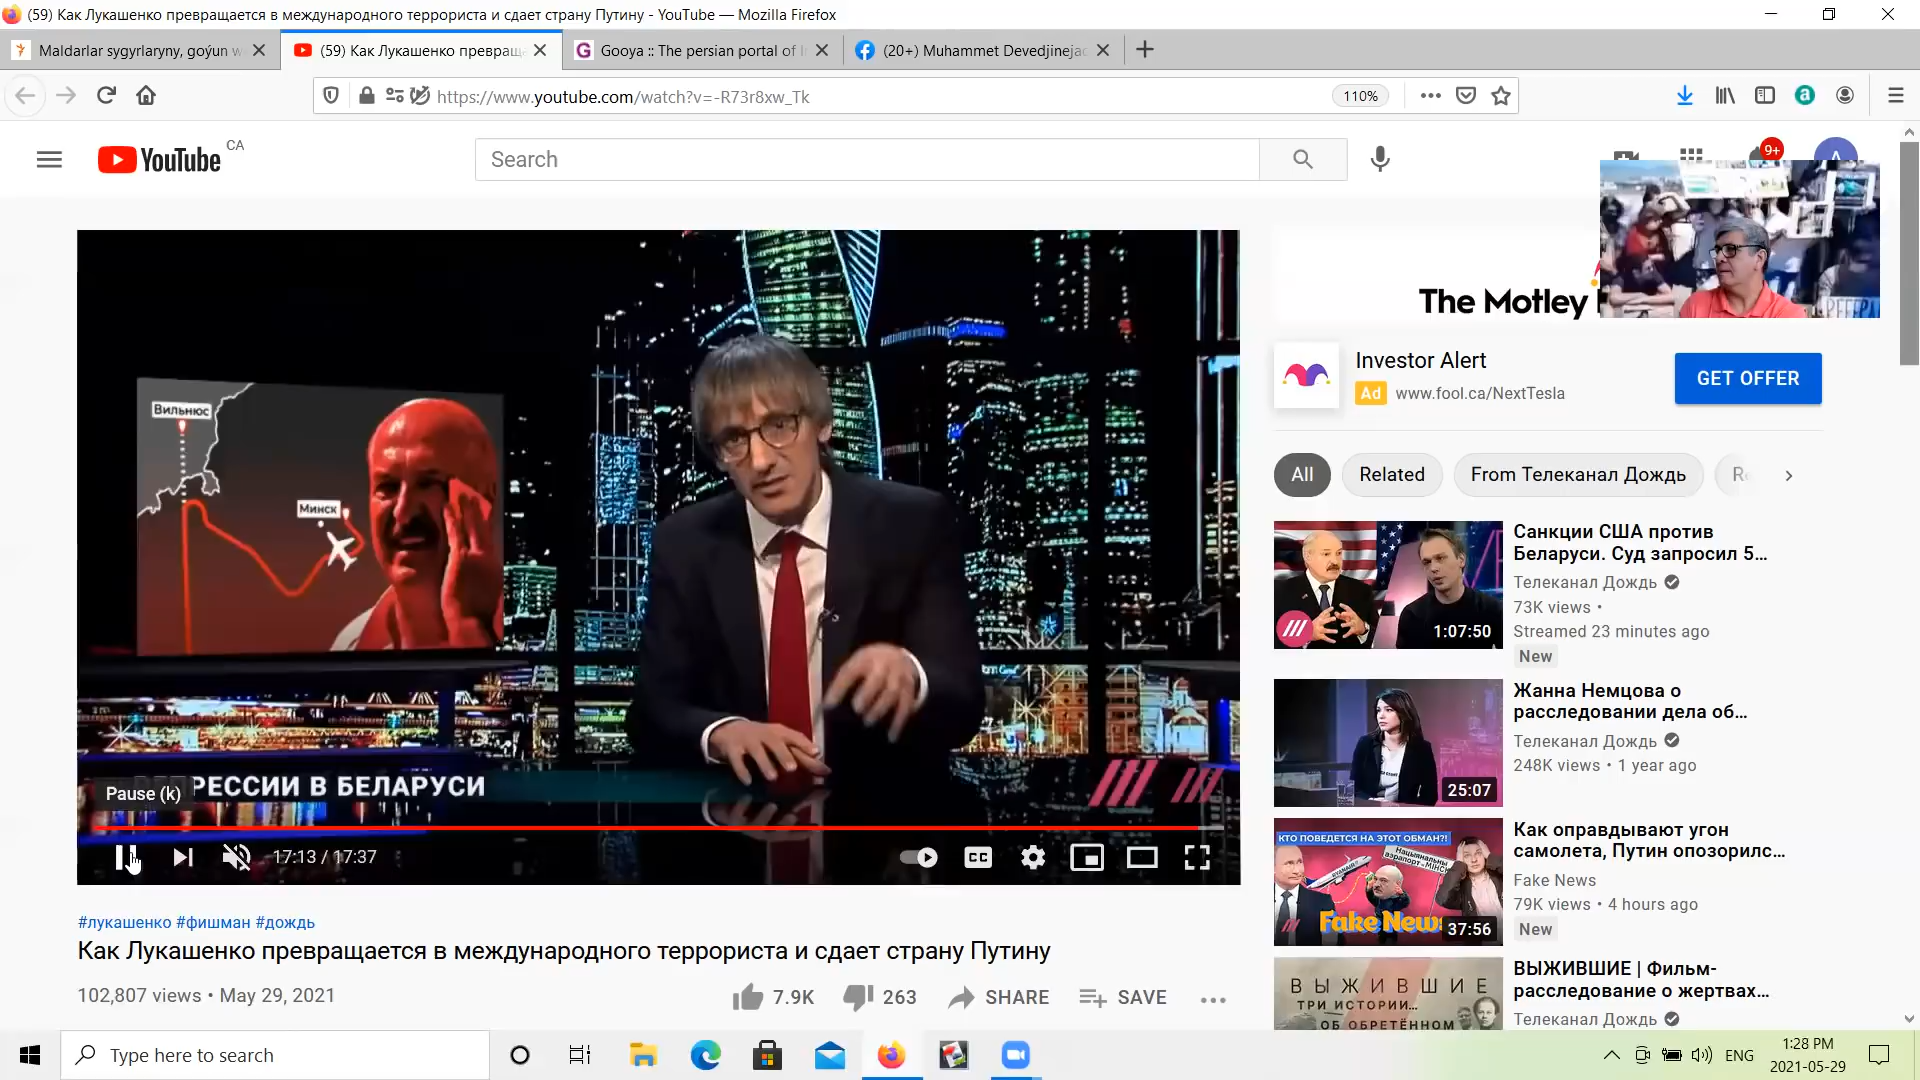 (59) Как Лукашенко превращается в международного террориста и сдает страну Путину - YouTube — Mozilla Firefox
Maldarlar sygyrlaryny, goýun w
(59) Как Лукашенко превращ
Gooya :: The persian portal of I
(20+) Muhammet Devedjinejad
https://www.youtube.com/watch?v=-R73r8xw_Tk
110%
YouTube CA
Search
9+
The Motley
Вильнюс
Минск
Investor Alert
Ad www.fool.ca/NextTesla
GET OFFER
All
Related
From Телеканал Дождь
Санкции США против
Беларуси. Суд запросил 5...
Телеканал Дождь
73K views •
Streamed 23 minutes ago
New
1:07:50
Жанна Немцова о
расследовании дела об...
Телеканал Дождь
248K views • 1 year ago
25:07
КТО ПОВЕДЕТСЯ НА ЭТОТ ОБМАН?!
Fake News
37:56
Как оправдывают угон
самолета, Путин опозорилс...
Fake News
79K views • 4 hours ago
New
ВЫЖИВШИЕ
ТРИ ИСТОРИИ...
ОБ ОБРЕТЁННОМ
ВЫЖИВШИЕ | Фильм-
расследование о жертвах...
Телеканал Дождь
РЕССИИ В БЕЛАРУСИ
Pause (k)
17:13 / 17:37
CC
#лукашенко #фишман #дождь
Как Лукашенко превращается в международного террориста и сдает страну Путину
102,807 views • May 29, 2021
7.9K
263
SHARE
SAVE
Type here to search
ENG
1:28 PM
2021-05-29